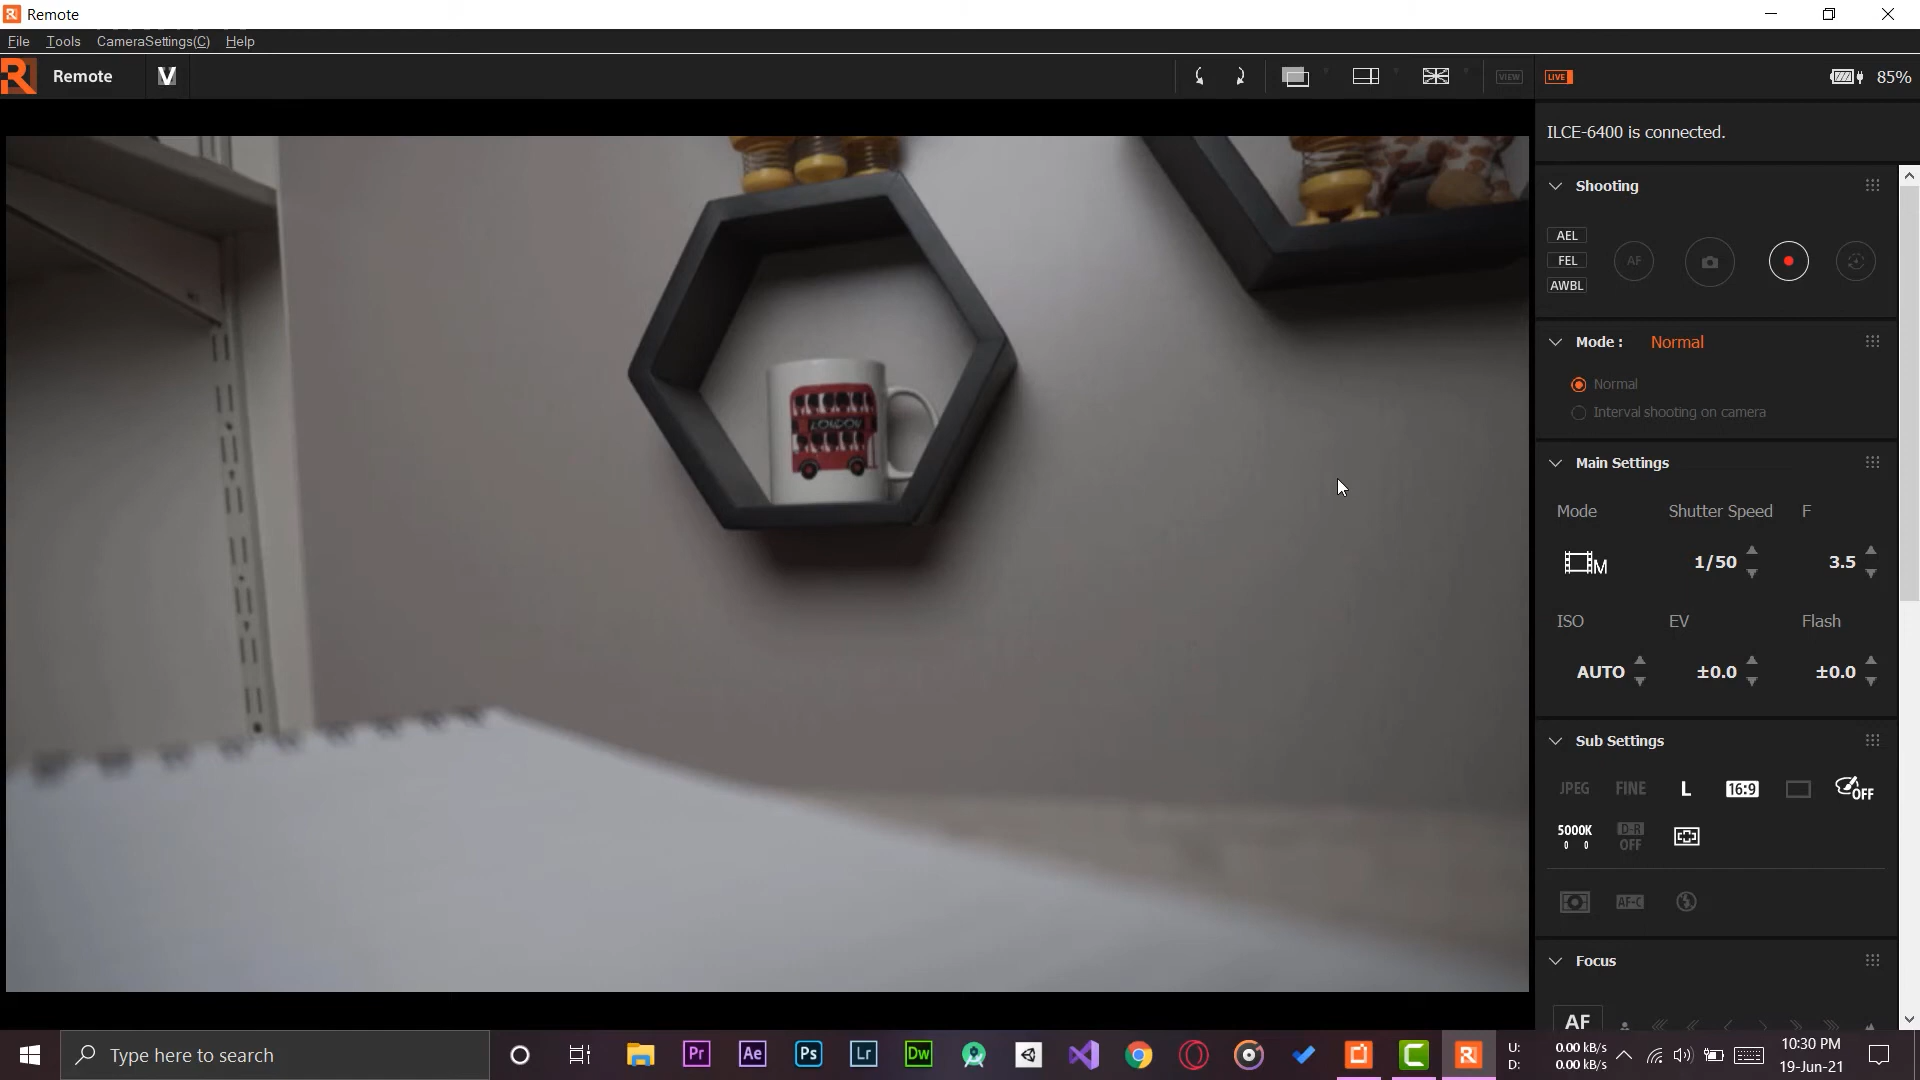 Remote
File Tools CameraSettings(C) Help
Remote V VIEW LIVE 85%
ILCE-6400 is connected.
Shooting
AEL
FEL
AWBL
AF
Mode : Normal
Normal
Interval shooting on camera
Main Settings
Mode Shutter Speed F
M 1/50 3.5
ISO EV Flash
AUTO ±0.0 ±0.0
Sub Settings
JPEG FINE L 16:9 OFF
5000K D-R
0 0 OFF
AF-C
Focus
AF
LONDON
Type here to search
Pr Ae Ps Lr Dw
U: 0.00 kB/s
D: 0.00 kB/s
10:30 PM
19-Jun-21